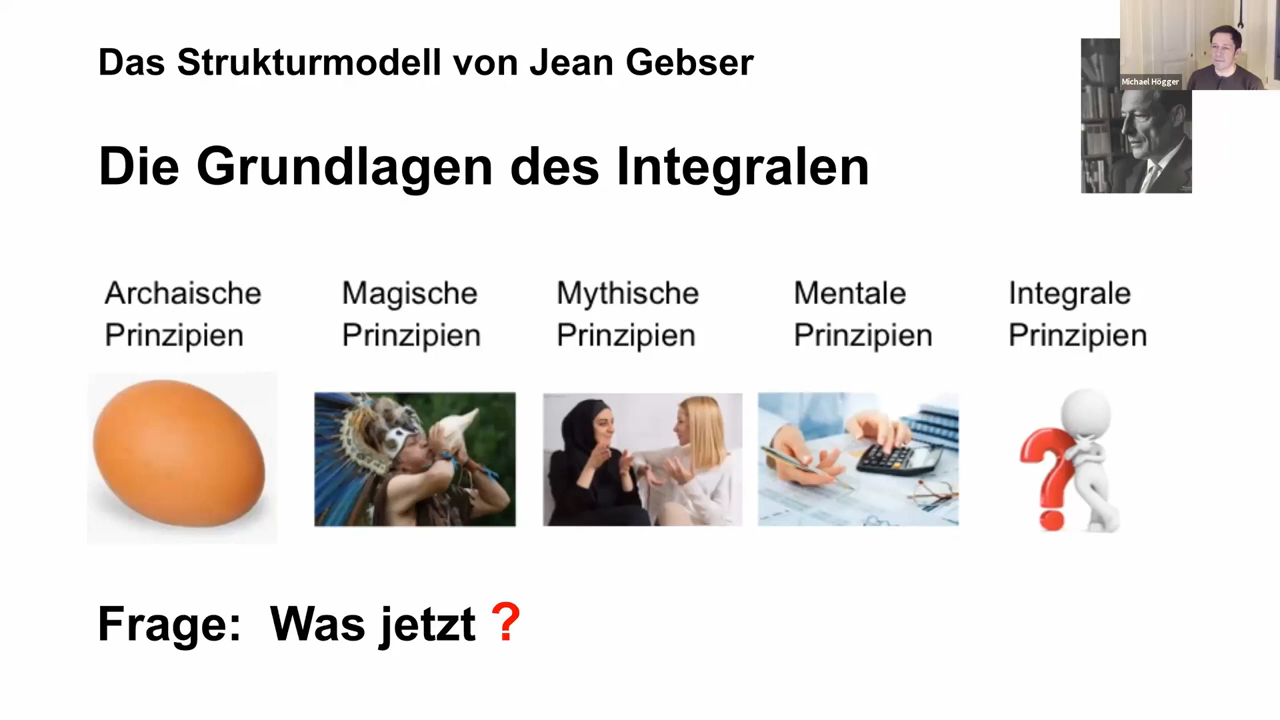 Das Strukturmodell von Jean Gebser
Michael Högger
Die Grundlagen des Integralen
Archaische
Prinzipien
Magische
Prinzipien
Mythische
Prinzipien
Mentale
Prinzipien
Integrale
Prinzipien
?
Frage: Was jetzt ?